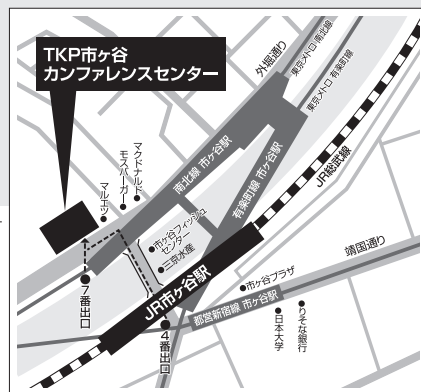 TKP市ヶ谷
カンファレンスセンター
外堀通り
東京メトロ 南北線
東京メトロ 有楽町線
マクドナルド
モスバーガー
マルエツ
南北線 市ヶ谷駅
有楽町線 市ヶ谷駅
JR総武線
市ヶ谷フィッシュ
センター
三京水産
JR市ヶ谷駅
靖国通り
7番出口
4番出口
市ヶ谷プラザ
都営新宿線 市ヶ谷駅
日本大学
りそな銀行